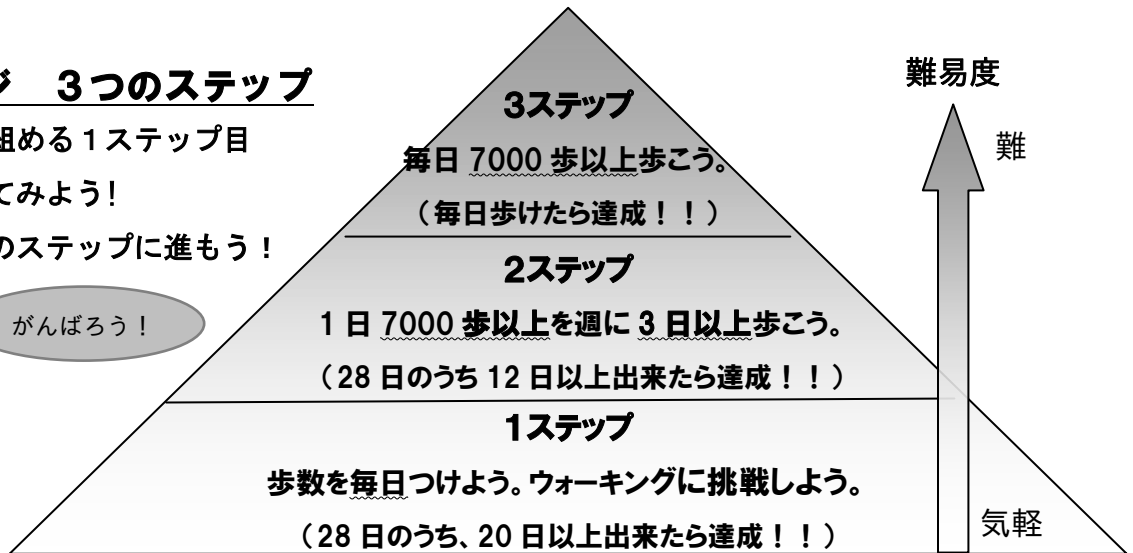 ジ 3つのステップ
組める1ステップ目
てみよう!
のステップに進もう!
がんばろう!
3ステップ
毎日 7000 歩以上歩こう。
(毎日歩けたら達成!!)
2ステップ
1日 7000 歩以上を週に 3 日以上歩こう。
(28 日のうち 12 日以上出来たら達成!!)
1ステップ
歩数を毎日つけよう。ウォーキングに挑戦しよう。
(28 日のうち、20 日以上出来たら達成!!)
難易度
難
気軽